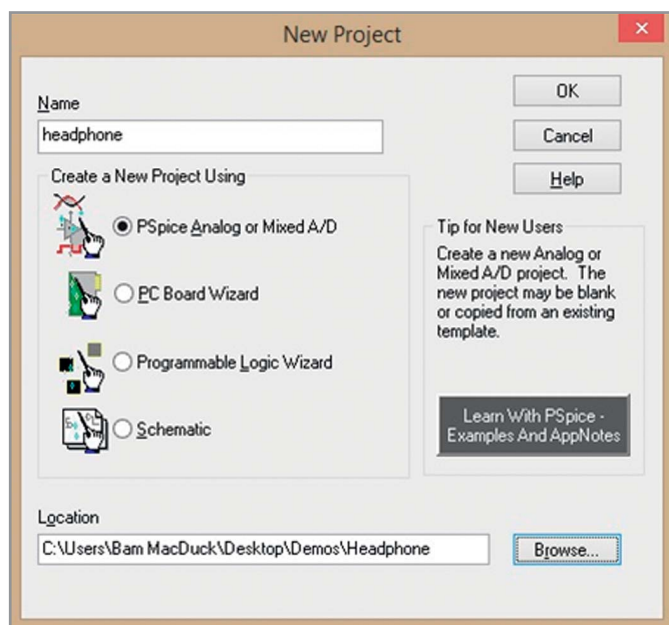 New Project
Name
headphone
OK
Cancel
Help
Create a New Project Using
PSpice Analog or Mixed A/D
PC Board Wizard
Programmable Logic Wizard
Schematic
Tip for New Users
Create a new Analog or
Mixed A/D project. The
new project may be blank
or copied from an existing
template.
Learn With PSpice -
Examples And AppNotes
Location
C:\Users\Bam MacDuck\Desktop\Demos\Headphone
Browse...